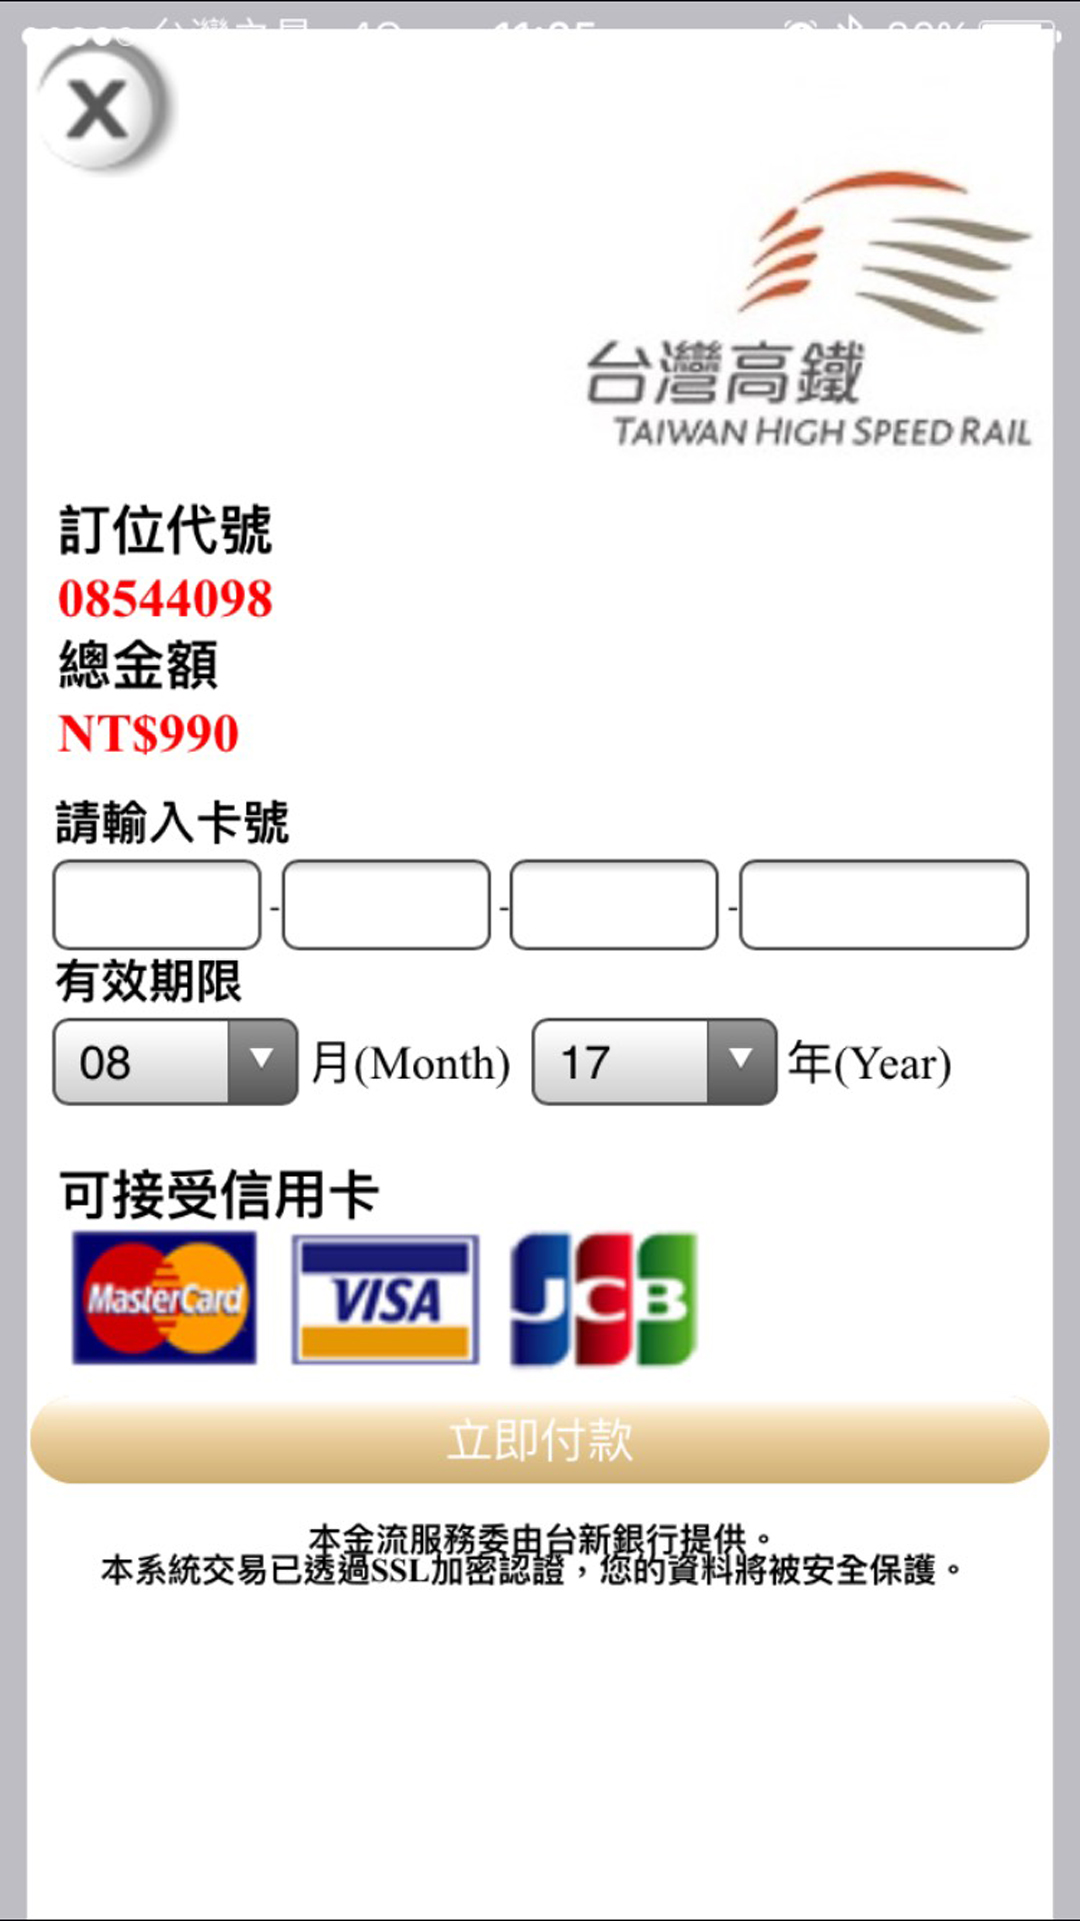 X
台灣高鐵
TAIWAN HIGH SPEED RAIL
訂位代號
08544098
總金額
NT$990
請輸入卡號
- - -
有效期限
08 月(Month) 17 年(Year)
可接受信用卡
MasterCard VISA JCB
立即付款
本金流服務委由台新銀行提供。
本系統交易已透過SSL加密認證，您的資料將被安全保護。